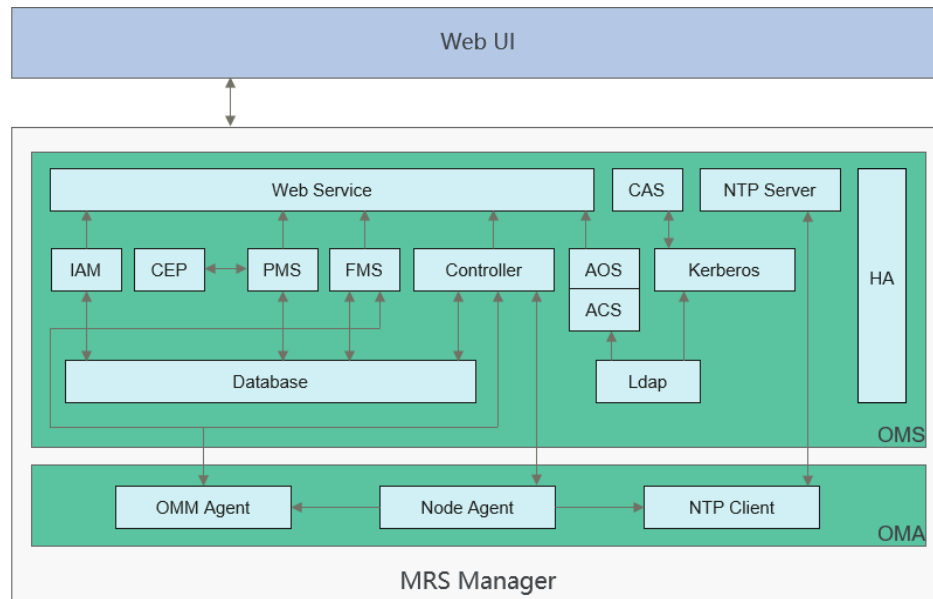 Web UI
Web Service
CAS
NTP Server
IAM
CEP
PMS
FMS
Controller
AOS
Kerberos
HA
ACS
Database
Ldap
OMS
OMM Agent
Node Agent
NTP Client
OMA
MRS Manager